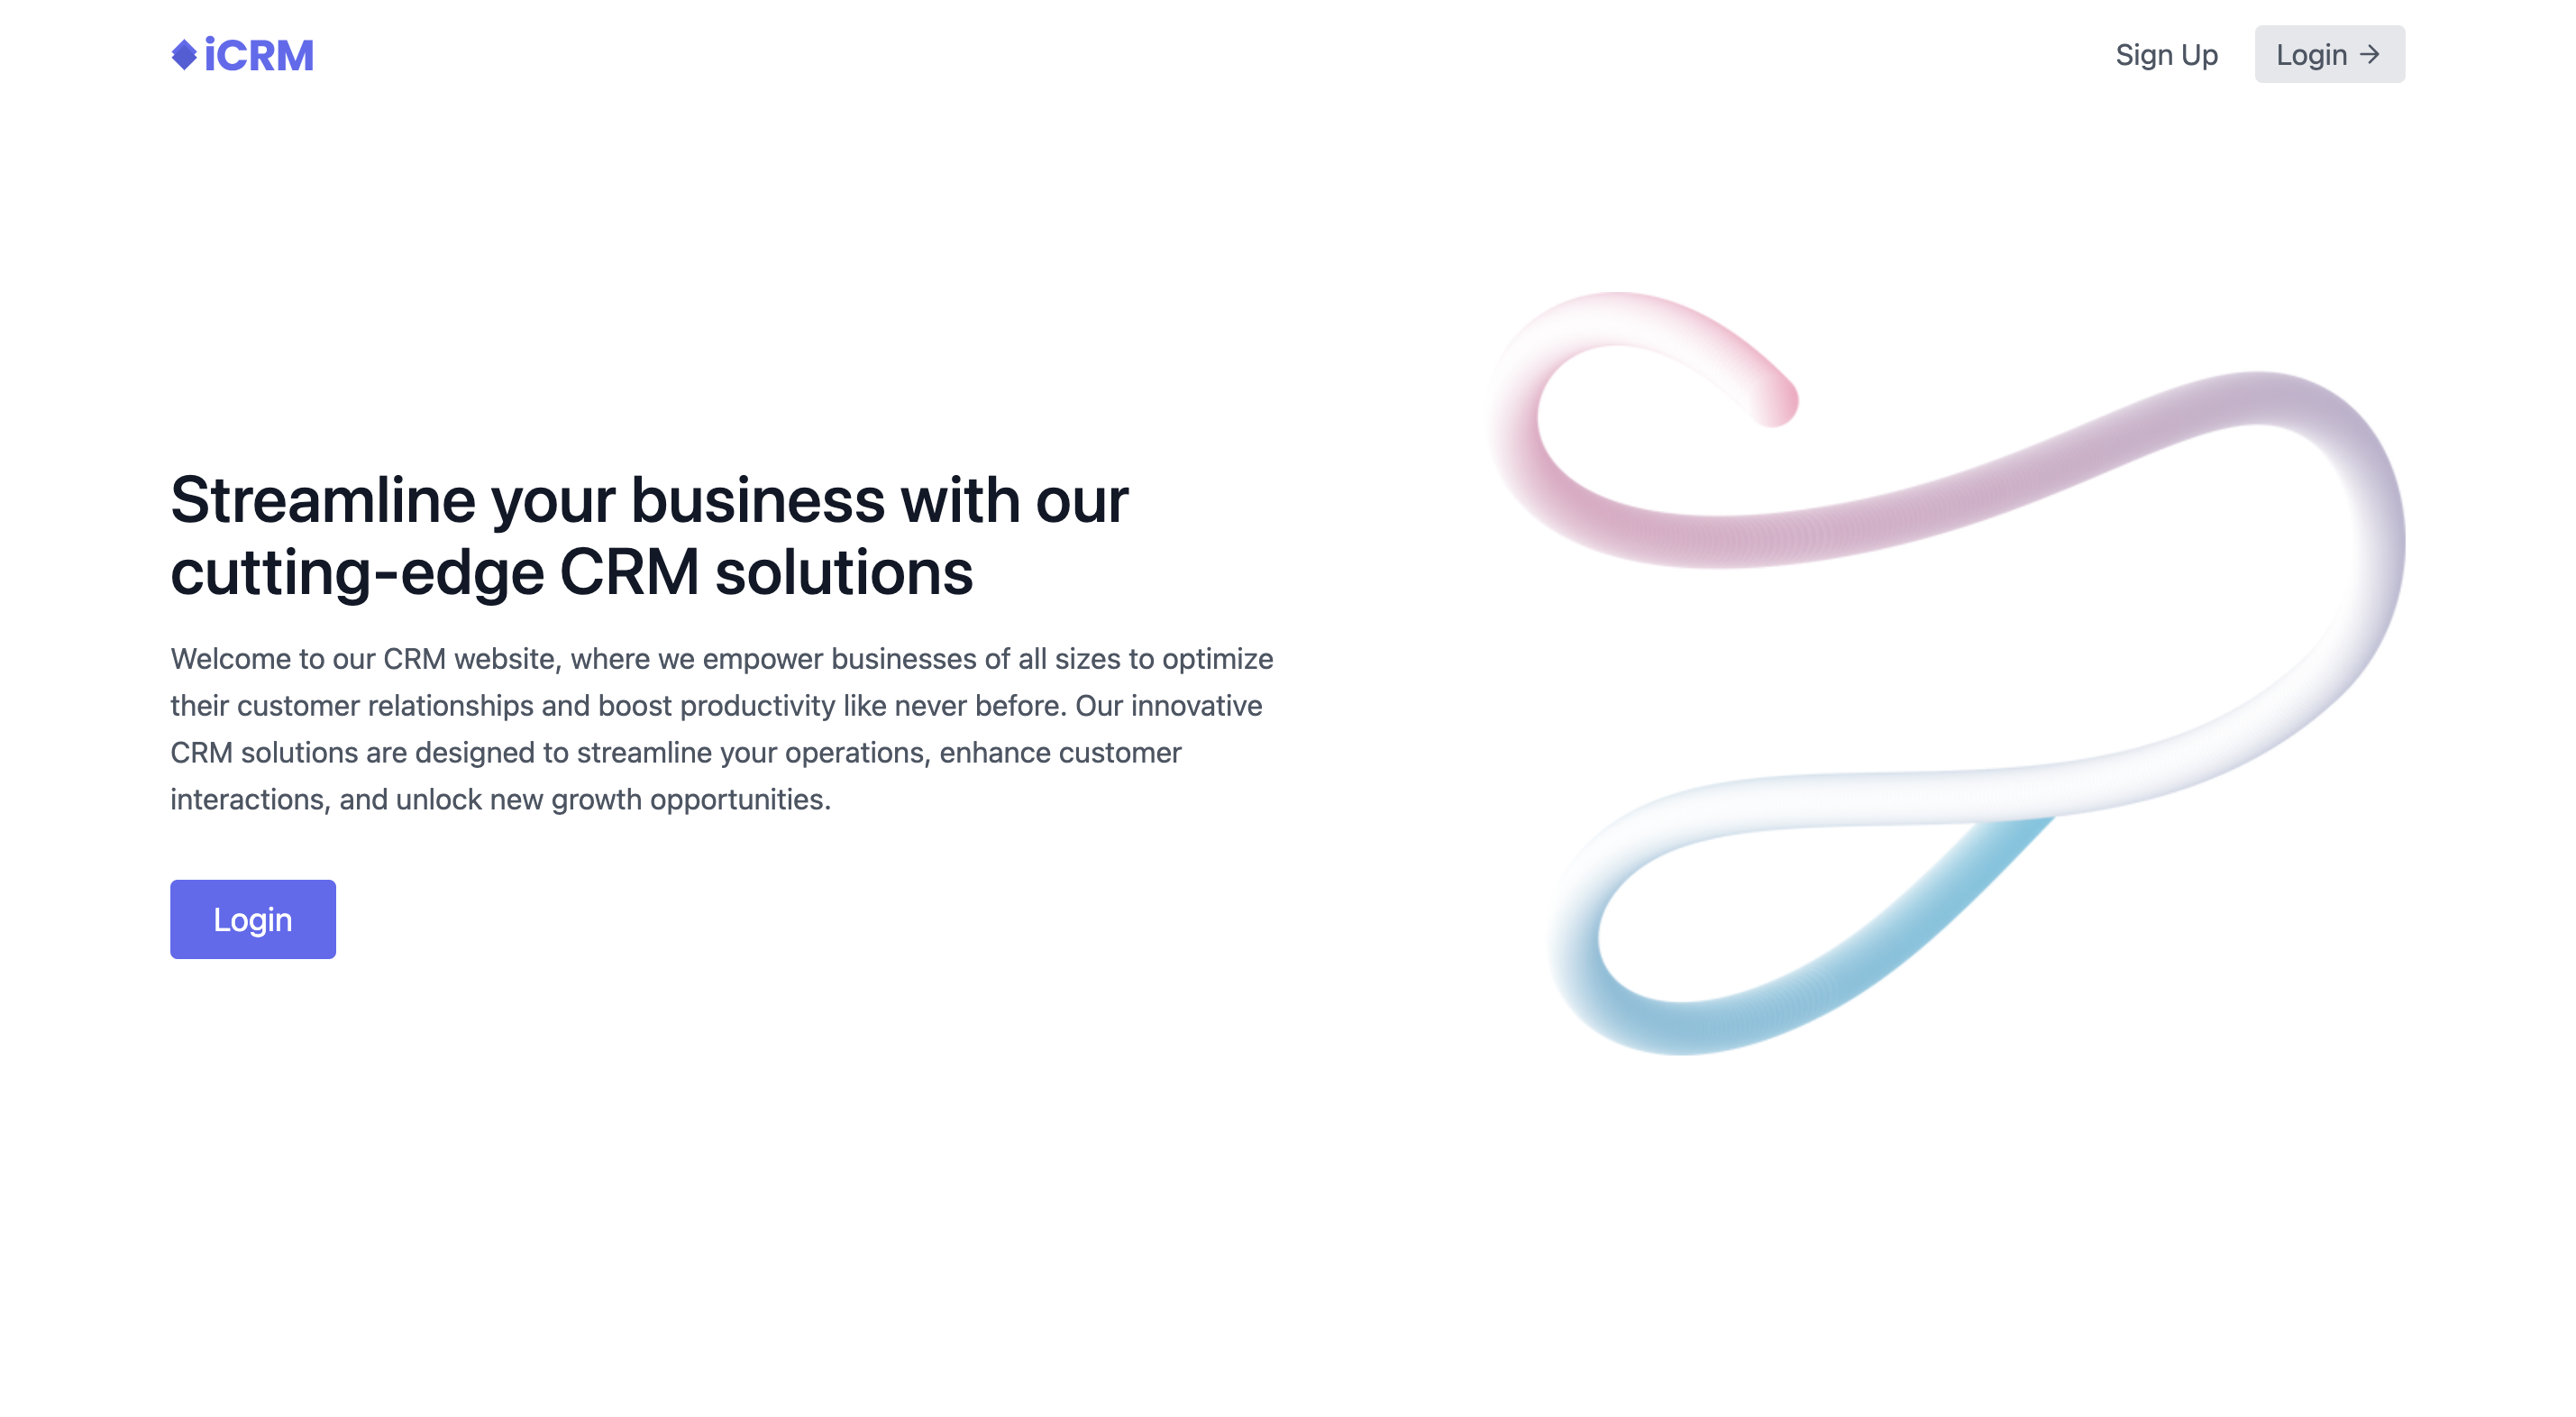 iCRM
Sign Up
Login →
Streamline your business with our
cutting-edge CRM solutions
Welcome to our CRM website, where we empower businesses of all sizes to optimize
their customer relationships and boost productivity like never before. Our innovative
CRM solutions are designed to streamline your operations, enhance customer
interactions, and unlock new growth opportunities.
Login